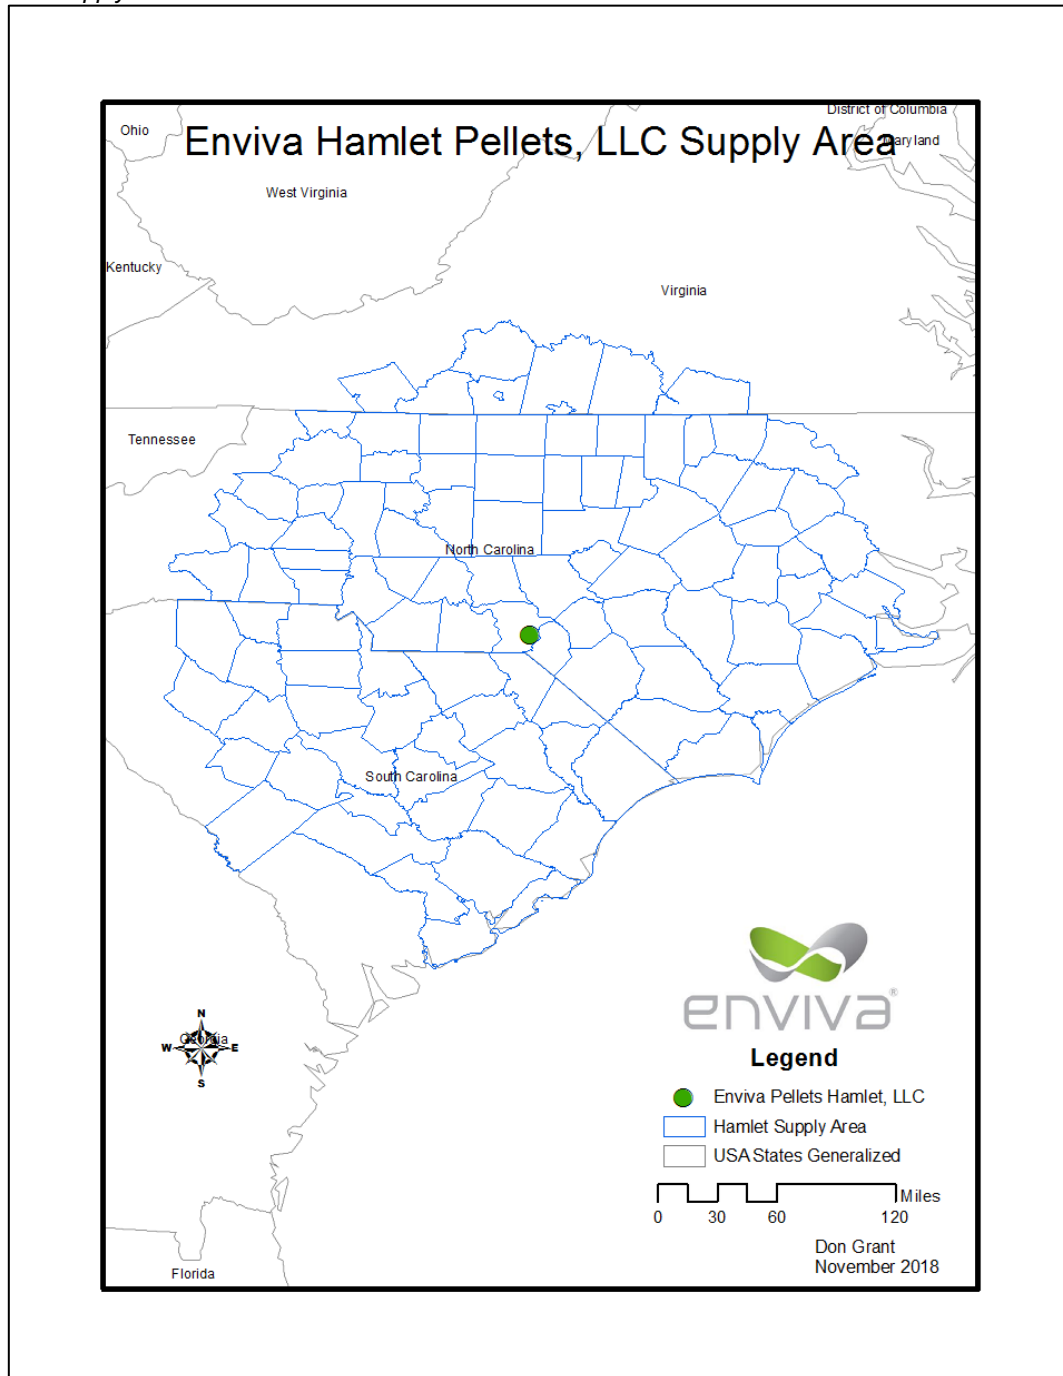 Ohio
District of Columbia
Enviva Hamlet Pellets, LLC Supply Area
Maryland
West Virginia
Kentucky
Virginia
Tennessee
North Carolina
South Carolina
enviva®
N
Georgia
W E
S
Legend
Enviva Pellets Hamlet, LLC
Hamlet Supply Area
USA States Generalized
Miles
0 30 60 120
Don Grant
November 2018
Florida